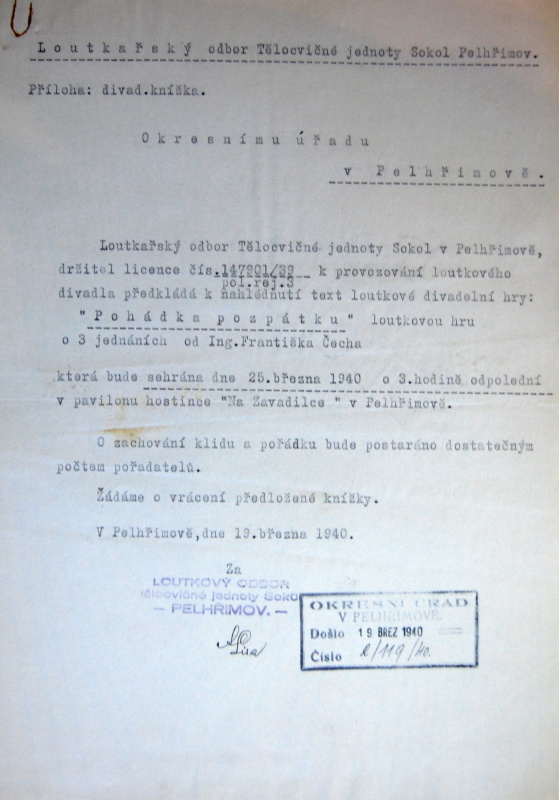 Loutkařský odbor Tělocvičné jednoty Sokol Pelhřimov.
Příloha: divad.knížka.
Okresnímu úřadu
v Pelhřimově.
Loutkařský odbor Tělocvičné jednoty Sokol v Pelhřimově,
držitel licence čís.147201/39 k provozování loutkového
pol.rej.3
divadla předkládá k nahlédnutí text loutkové divadelní hry:
"Pohádka pozpátku" loutkovou hru
o 3 jednáních od Ing.Františka Čecha
která bude sehrána dne 25.března 1940 o 3.hodině odpolední
v pavilonu hostince "Na Zavadilce " v Pelhřimově.
O zachování klidu a pořádku bude postaráno dostatečným
počtem pořadatelů.
Žádáme o vrácení předložené knížky.
V Pelhřimově,dne 19.března 1940.
Za
LOUTKOVÝ ODBOR
tělocvičné jednoty Soko
— PELHŘIMOV. —
OKRESNÍ ÚŘAD
V PELHŘIMOVĚ.
Došlo 19 BŘEZ 1940
Číslo 2/119/40.